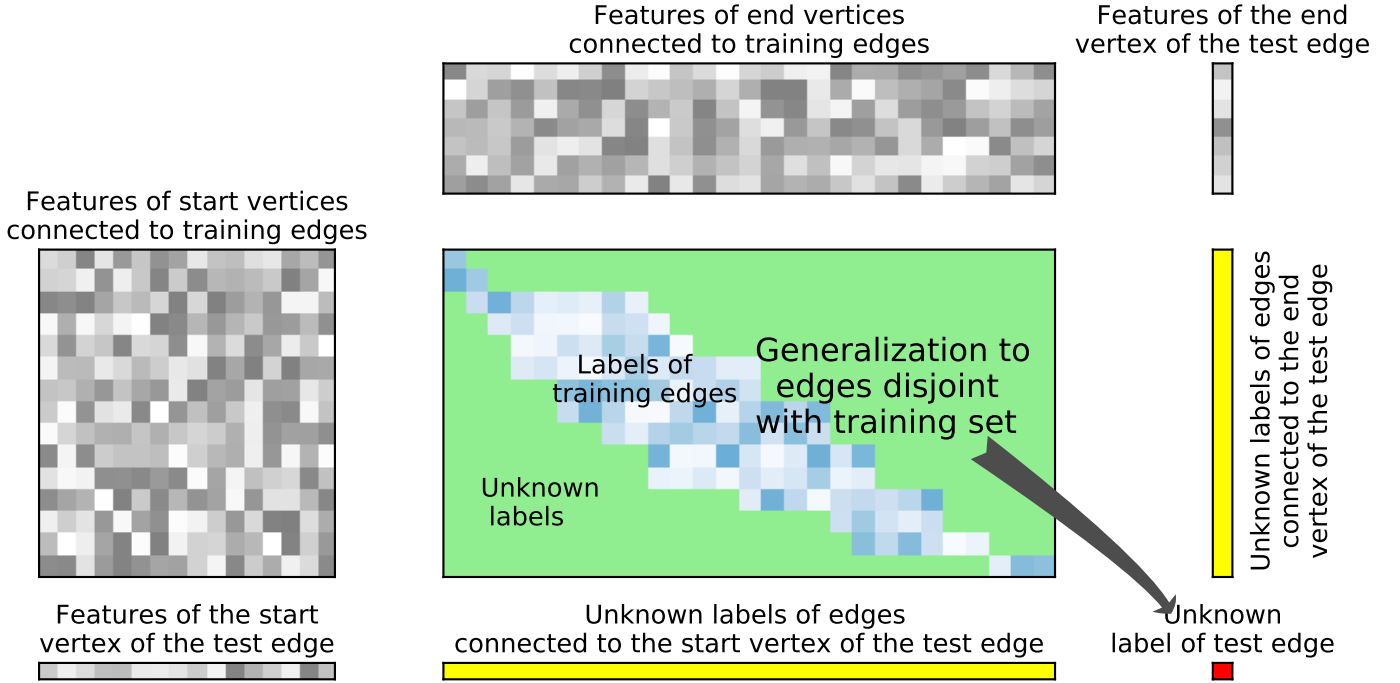 Features of end vertices
connected to training edges
Features of the end
vertex of the test edge
Features of start vertices
connected to training edges
Labels of
training edges
Generalization to
edges disjoint
with training set
Unknown
labels
Unknown labels of edges
connected to the end
vertex of the test edge
Features of the start
vertex of the test edge
Unknown labels of edges
connected to the start vertex of the test edge
Unknown
label of test edge